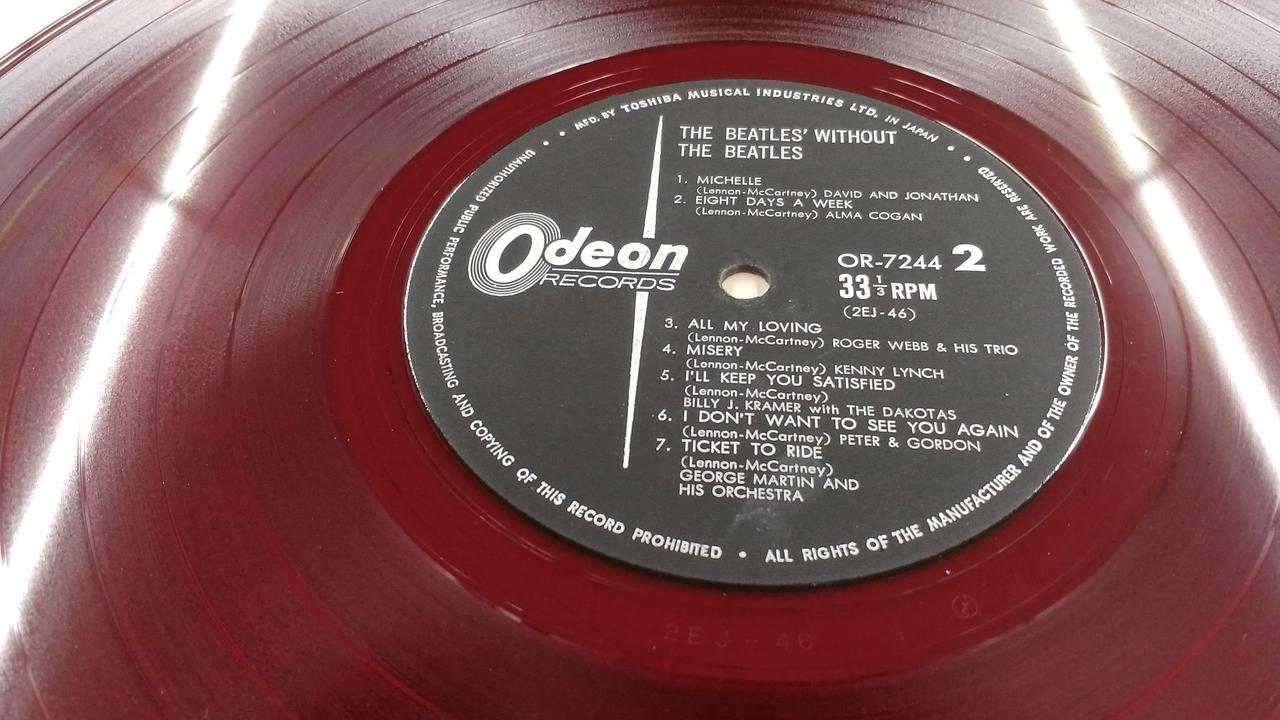 MFD. BY TOSHIBA MUSICAL INDUSTRIES LTD. IN JAPAN
THE BEATLES' WITHOUT
THE BEATLES
1. MICHELLE
(Lennon-McCartney) DAVID AND JONATHAN
2. EIGHT DAYS A WEEK
(Lennon-McCartney) ALMA COGAN
Odeon
RECORDS
OR-7244 2
33 1/3 RPM
(2EJ-46)
3. ALL MY LOVING
(Lennon-McCartney) ROGER WEBB & HIS TRIO
4. MISERY
(Lennon-McCartney) KENNY LYNCH
5. I'LL KEEP YOU SATISFIED
(Lennon-McCartney)
BILLY J. KRAMER with THE DAKOTAS
6. I DON'T WANT TO SEE YOU AGAIN
(Lennon-McCartney) PETER & GORDON
7. TICKET TO RIDE
(Lennon-McCartney)
GEORGE MARTIN AND
HIS ORCHESTRA
UNAUTHORIZED PUBLIC PERFORMANCE, BROADCASTING AND COPYING OF THIS RECORD PROHIBITED • ALL RIGHTS OF THE MANUFACTURER AND OF THE OWNER OF THE RECORDED WORK ARE RESERVED
2EJ-46